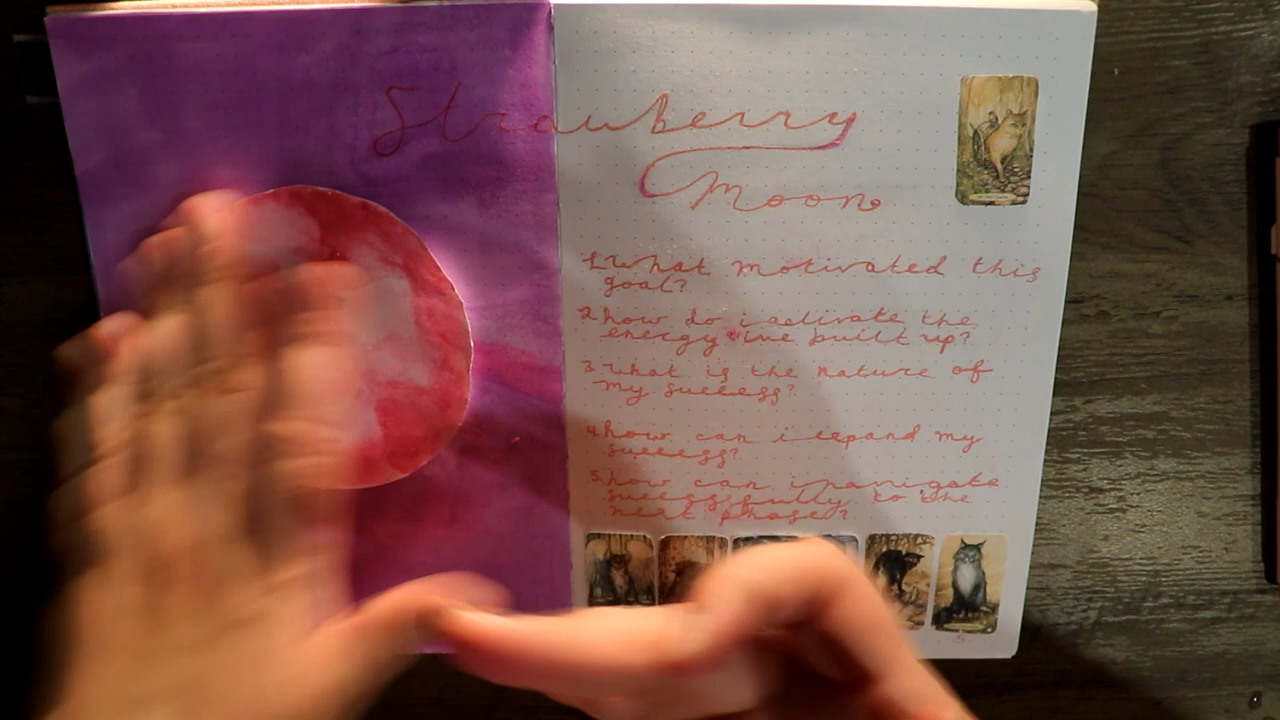 Strawberry
Moon
1. What motivated this
goal?
2. how do i activate the
energy ive built up?
3. what is the nature of
my success?
4. how can i expand my
success?
5. how can i navigate
successfully to the
next phase?
5.